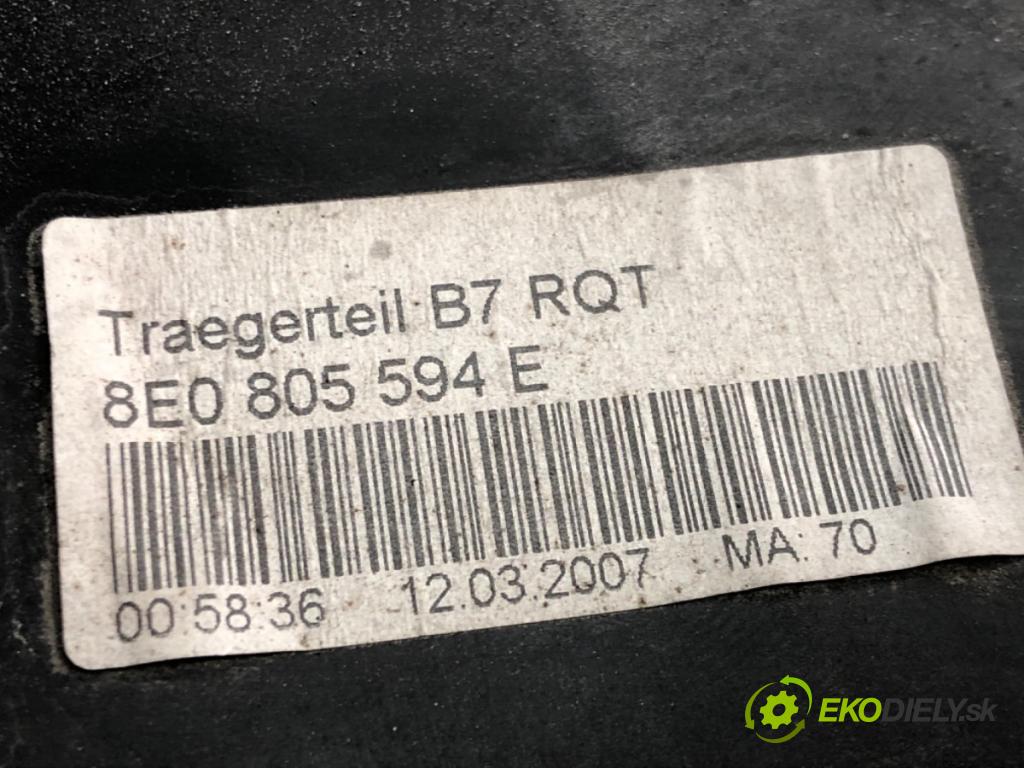 Traegerteil B7 RQT
8E0 805 594 E
00:58:36 12.03.2007 MA: 70
EKODIELY.sk